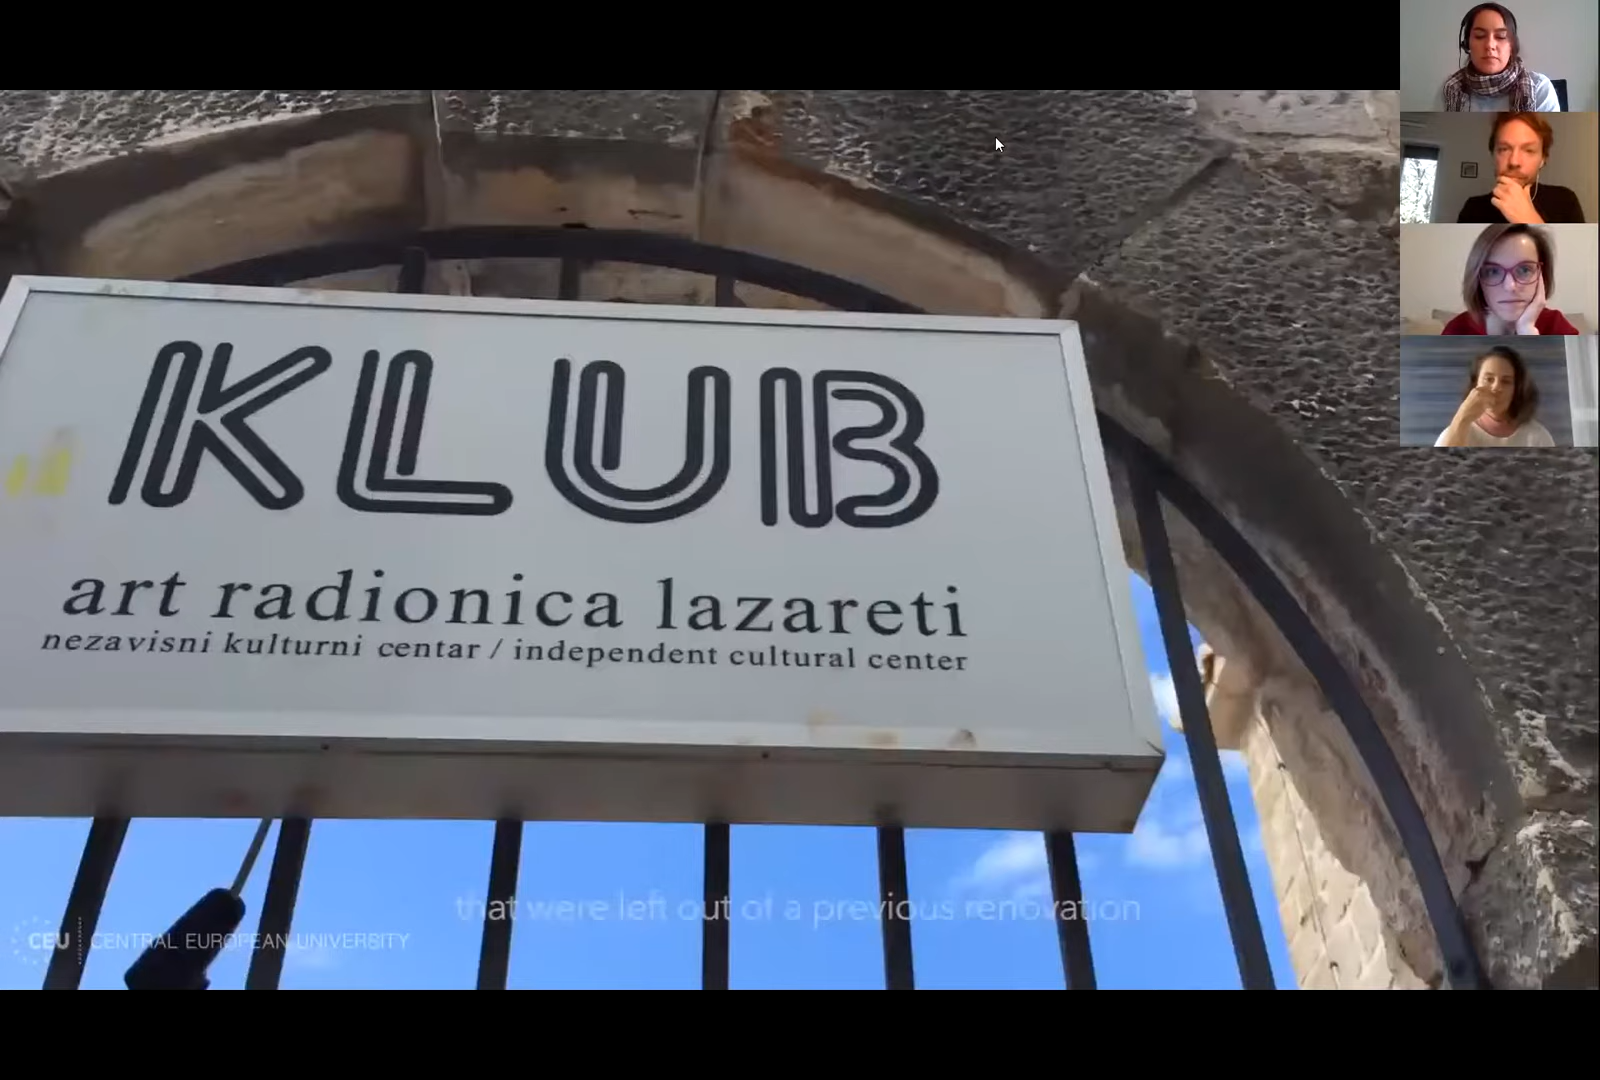 KLUB
art radionica lazareti
nezavisni kulturni centar / independent cultural center
that were left out of a previous renovation
CEU | CENTRAL EUROPEAN UNIVERSITY